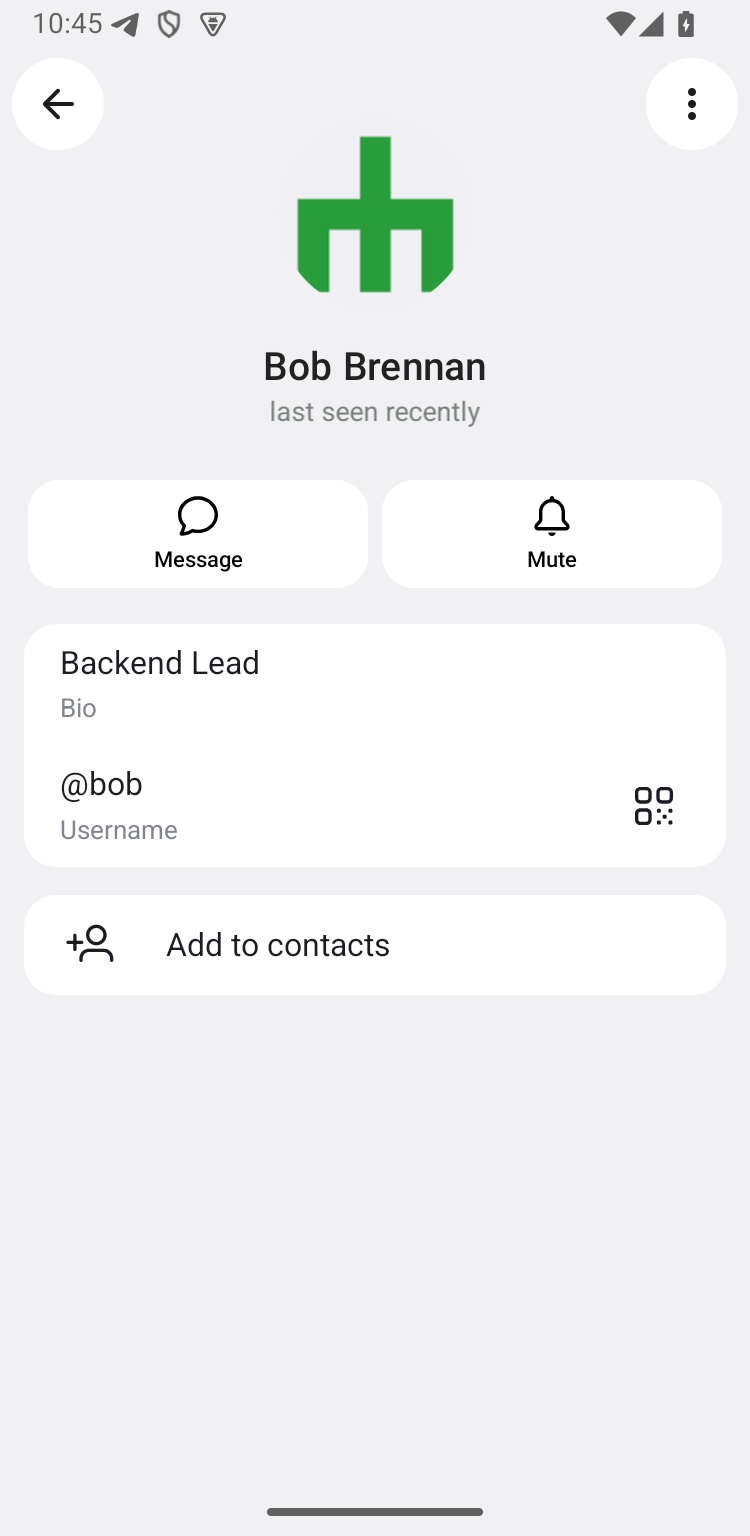 10:45
Bob Brennan
last seen recently
Message
Mute
Backend Lead
Bio
@bob
Username
Add to contacts